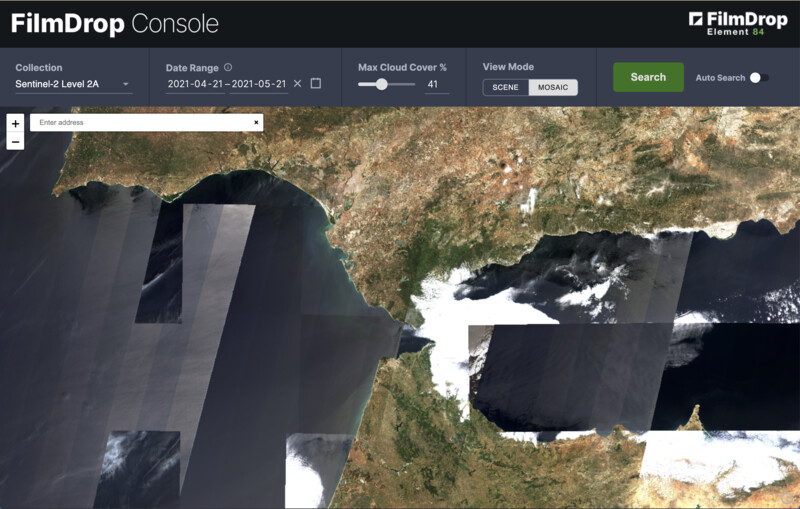 FilmDrop Console
FilmDrop
Element 84
Collection
Date Range
Max Cloud Cover %
View Mode
Sentinel-2 Level 2A
2021-04-21 – 2021-05-21
41
SCENE
MOSAIC
Search
Auto Search
+
Enter address
−